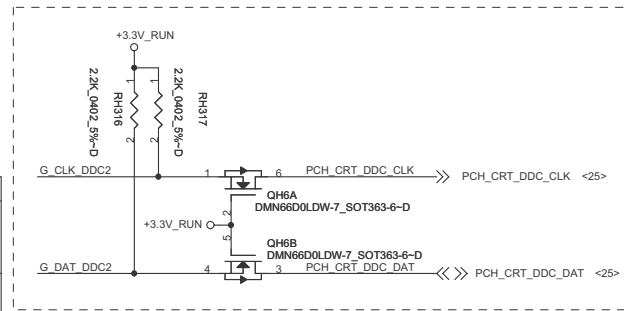 +3.3V_RUN
2.2K_0402_5%~D
RH316
2.2K_0402_5%~D
RH317
1
1
2
2
G_CLK_DDC2
1
6
PCH_CRT_DDC_CLK
PCH_CRT_DDC_CLK <25>
QH6A
DMN66D0LDW-7_SOT363-6~D
2
+3.3V_RUN
5
QH6B
DMN66D0LDW-7_SOT363-6~D
G_DAT_DDC2
4
3
PCH_CRT_DDC_DAT
PCH_CRT_DDC_DAT <25>